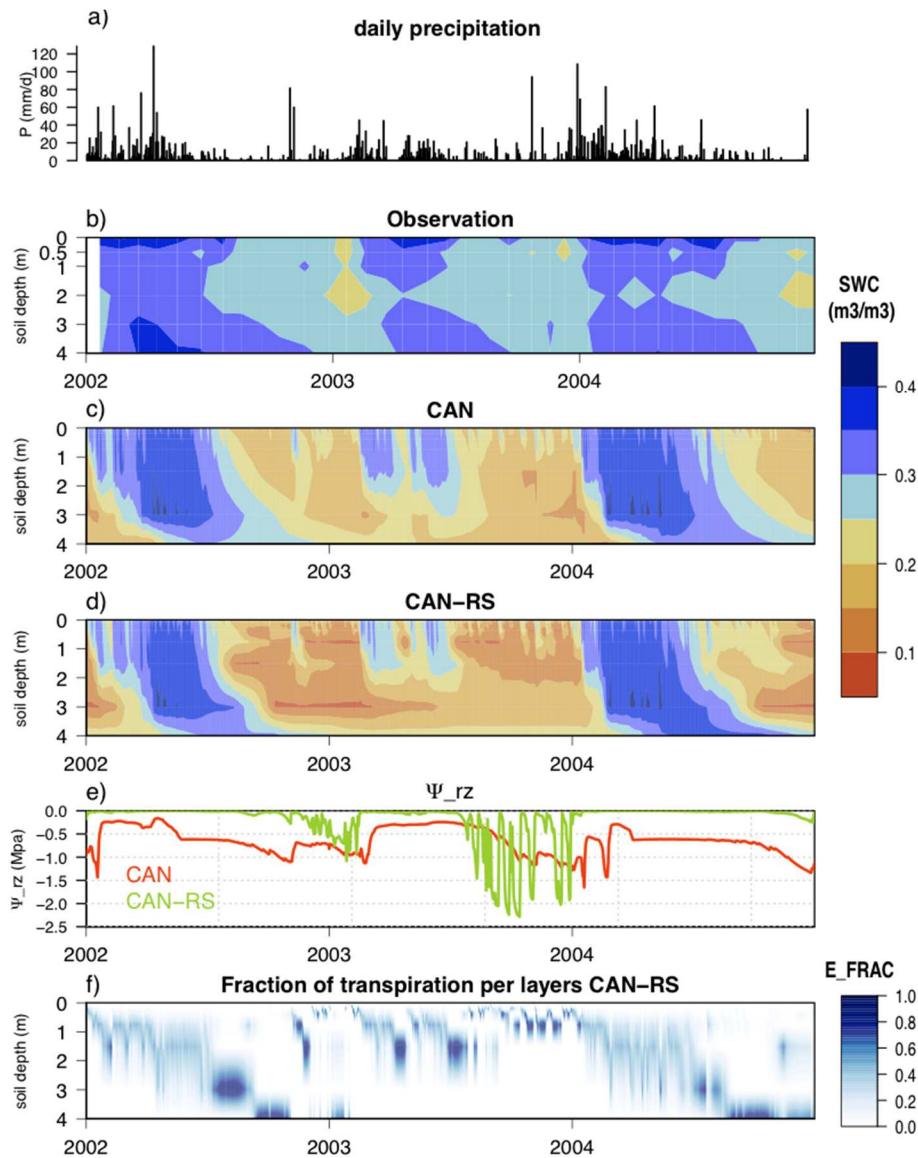 a)
daily precipitation
P (mm/d)
120
100
80
60
40
20
0
b)
Observation
soil depth (m)
0
0.5
1
2
3
4
2002 2003 2004
SWC
(m3/m3)
0.4
0.3
0.2
0.1
c)
CAN
soil depth (m)
0
1
2
3
4
2002 2003 2004
d)
CAN-RS
soil depth (m)
0
1
2
3
4
2002 2003 2004
e)
Ψ_rz
Ψ_rz (Mpa)
0.0
−0.5
−1.0
−1.5
−2.0
−2.5
CAN
CAN-RS
2002 2003 2004
f)
Fraction of transpiration per layers CAN-RS
soil depth (m)
0
1
2
3
4
2002 2003 2004
E_FRAC
1.0
0.8
0.6
0.4
0.2
0.0